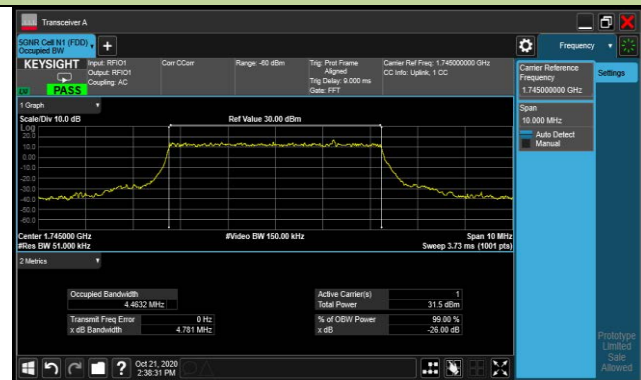 Transceiver A
5GNR Cell N1 (FDD)
Occupied BW
Frequency
KEYSIGHT
Input: RFIO1
Output: RFIO1
Coupling: AC
Corr CCorr
Range: -60 dBm
Trig: Prot Frame
Aligned
Trig Delay: 9.000 ms
Gate: FFT
Carrier Ref Freq: 1.745000000 GHz
CC Info: Uplink, 1 CC
PASS
Carrier Reference
Frequency
1.745000000 GHz
Settings
Span
10.000 MHz
Auto Detect
Manual
1 Graph
Scale/Div 10.0 dB
Ref Value 30.00 dBm
Log
20.0
10.0
0.00
-10.0
-20.0
-30.0
-40.0
-50.0
-60.0
Center 1.745000 GHz
#Video BW 150.00 kHz
Span 10 MHz
#Res BW 51.000 kHz
Sweep 3.73 ms (1001 pts)
2 Metrics
Occupied Bandwidth
4.4632 MHz
Active Carrier(s) 1
Total Power 31.5 dBm
Transmit Freq Error 0 Hz
x dB Bandwidth 4.781 MHz
% of OBW Power 99.00 %
x dB -26.00 dB
Prototype
Limited
Sale
Allowed
?
Oct 21, 2020
2:38:31 PM